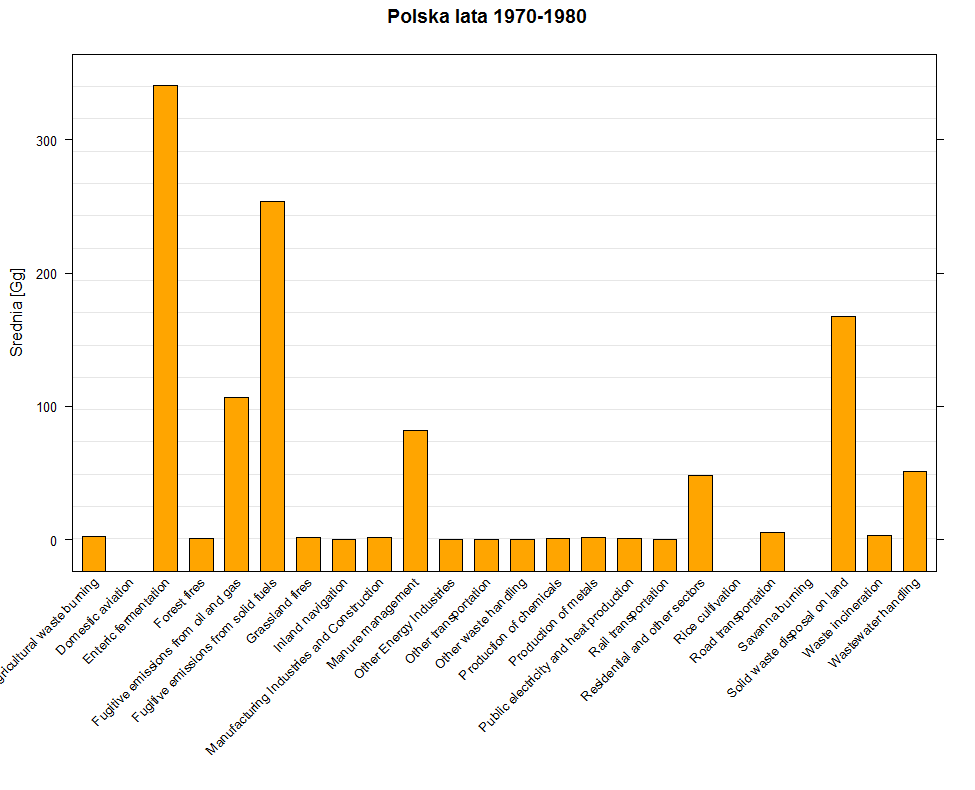 Polska lata 1970-1980
Srednia [Gg]
300
200
100
0
gricultural waste burning
Domestic aviation
Enteric fermentation
Forest fires
Fugitive emissions from oil and gas
Fugitive emissions from solid fuels
Grassland fires
Inland navigation
Manufacturing Industries and Construction
Manure management
Other Energy Industries
Other transportation
Other waste handling
Production of chemicals
Production of metals
Public electricity and heat production
Rail transportation
Residential and other sectors
Rice cultivation
Road transportation
Savanna burning
Solid waste disposal on land
Waste incineration
Wastewater handling